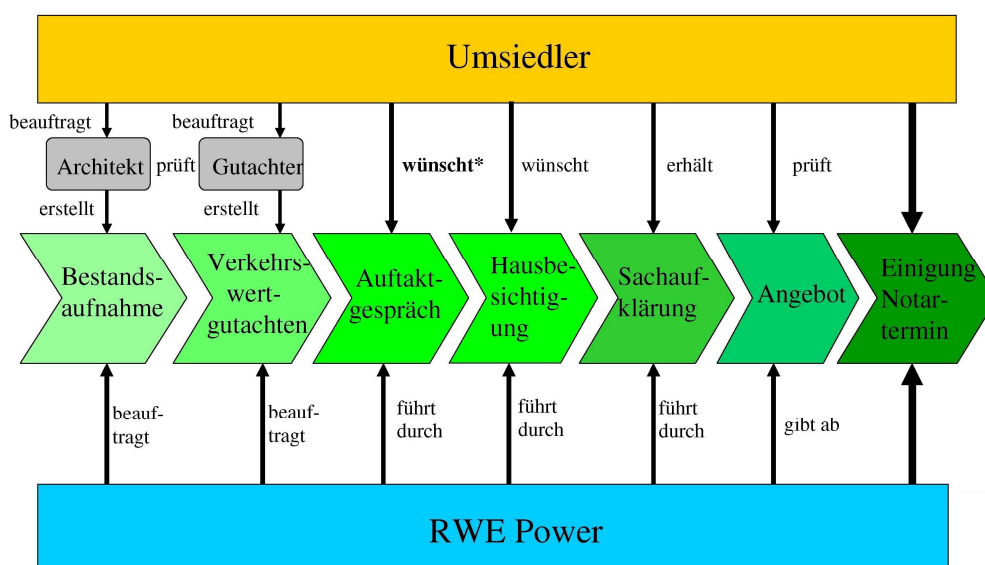 Umsiedler
beauftragt
beauftragt
Architekt
prüft
Gutachter
wünscht*
wünscht
erhält
prüft
erstellt
erstellt
Bestands-
aufnahme
Verkehrs-
wert-
gutachten
Auftakt-
gespräch
Hausbe-
sichtig-
ung
Sachauf-
klärung
Angebot
Einigung
Notar-
termin
beauf-
tragt
beauf-
tragt
führt
durch
führt
durch
führt
durch
gibt ab
RWE Power